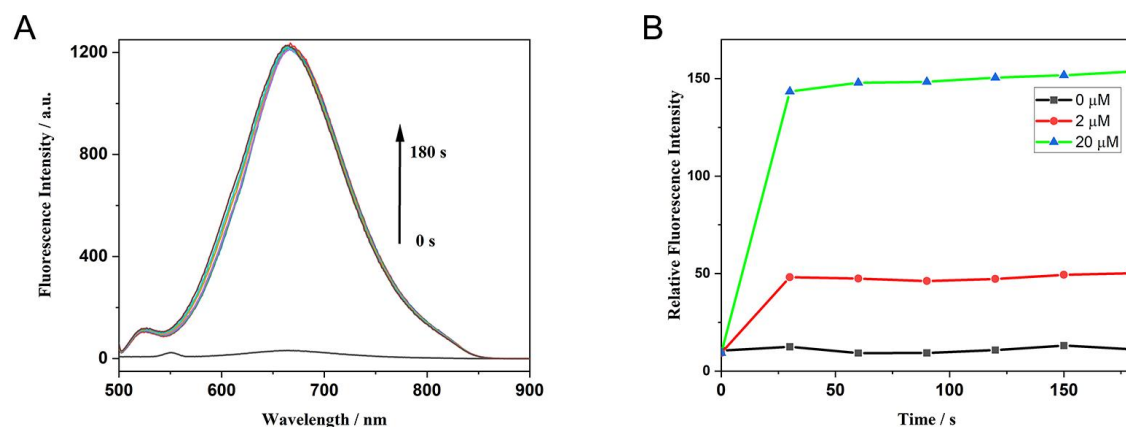 A
Fluorescence Intensity / a.u.
1200
800
400
0
180 s
0 s
500
600
700
800
900
Wavelength / nm
B
Relative Fluorescence Intensity
150
100
50
0
0 μM
2 μM
20 μM
0
50
100
150
Time / s